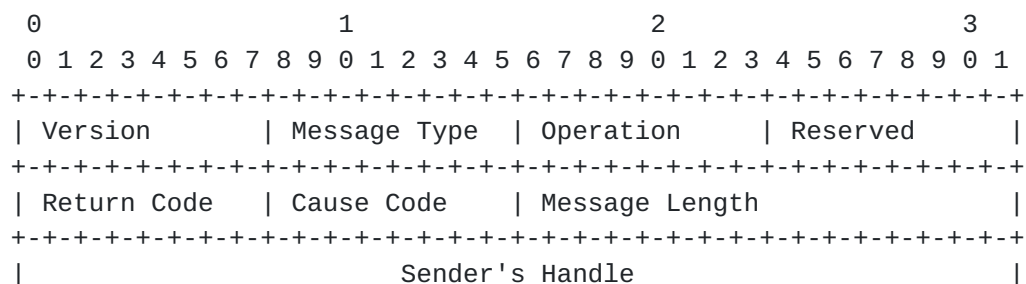 0                   1                   2                   3
 0 1 2 3 4 5 6 7 8 9 0 1 2 3 4 5 6 7 8 9 0 1 2 3 4 5 6 7 8 9 0 1
+-+-+-+-+-+-+-+-+-+-+-+-+-+-+-+-+-+-+-+-+-+-+-+-+-+-+-+-+-+-+-+-+
| Version       | Message Type  | Operation     | Reserved      |
+-+-+-+-+-+-+-+-+-+-+-+-+-+-+-+-+-+-+-+-+-+-+-+-+-+-+-+-+-+-+-+-+
| Return Code   | Cause Code    | Message Length                |
+-+-+-+-+-+-+-+-+-+-+-+-+-+-+-+-+-+-+-+-+-+-+-+-+-+-+-+-+-+-+-+-+
|                        Sender's Handle                        |